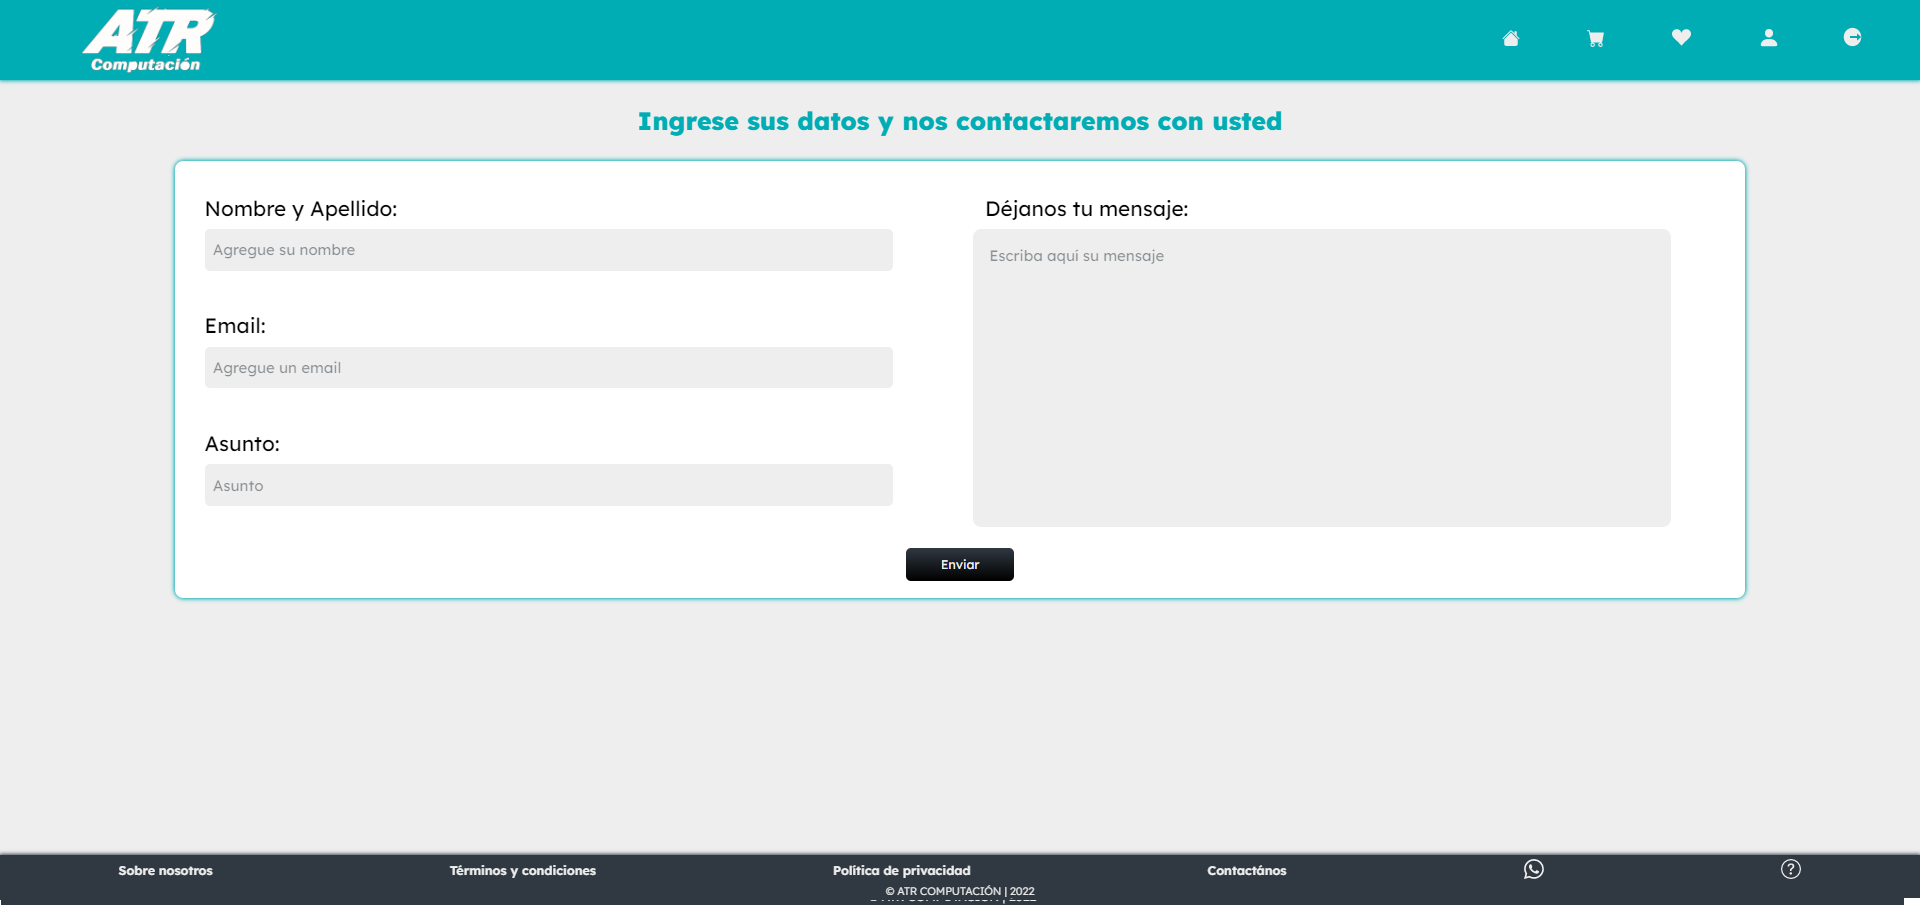 ATR
Computación
Ingrese sus datos y nos contactaremos con usted
Nombre y Apellido:
Agregue su nombre
Email:
Agregue un email
Asunto:
Asunto
Déjanos tu mensaje:
Escriba aquí su mensaje
Enviar
Sobre nosotros
Términos y condiciones
Política de privacidad
Contactános
© ATR COMPUTACIÓN | 2022